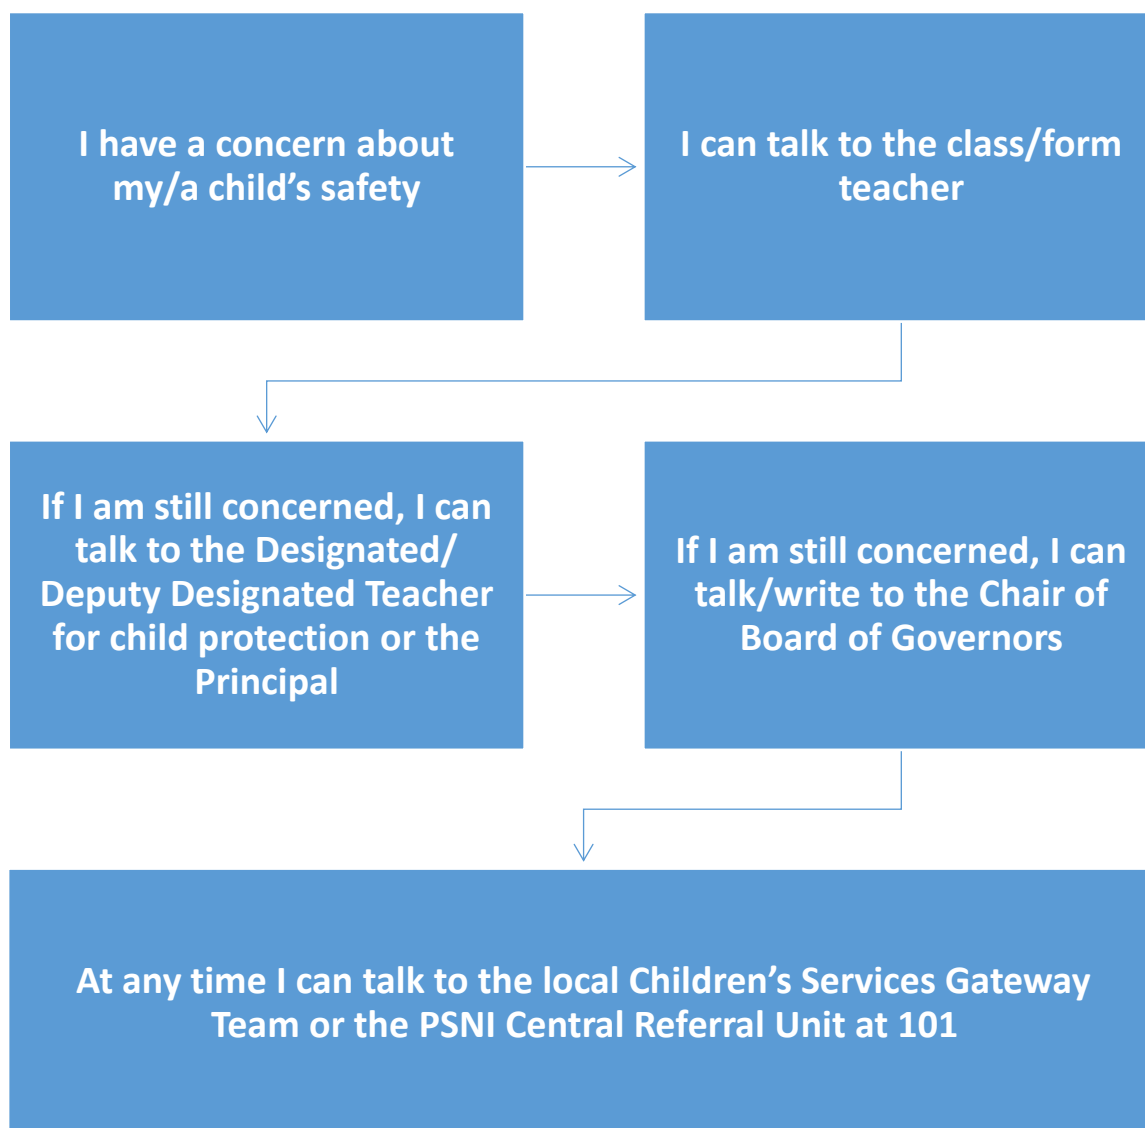 I have a concern about
my/a child’s safety
I can talk to the class/form
teacher
If I am still concerned, I can
talk to the Designated/
Deputy Designated Teacher
for child protection or the
Principal
If I am still concerned, I can
talk/write to the Chair of
Board of Governors
At any time I can talk to the local Children’s Services Gateway
Team or the PSNI Central Referral Unit at 101